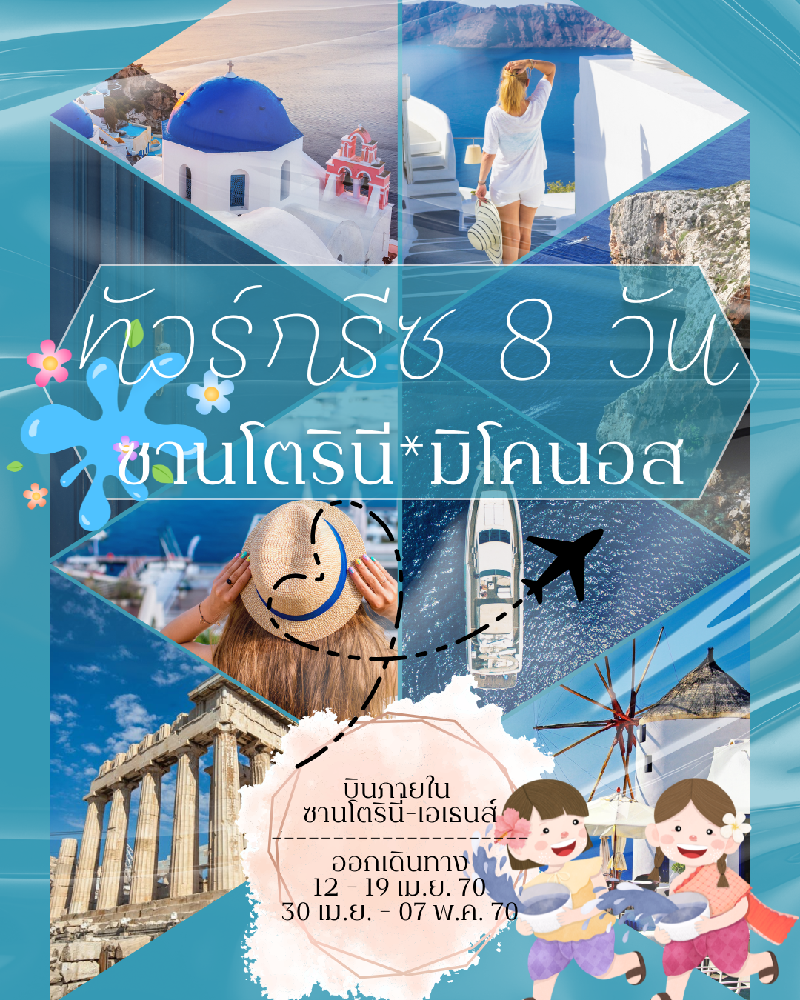 ทัวร์กรีซ 8 วัน
ซานโตรินี*มิโคนอส
บินภายใน
ซานโตรินี่-เอเธนส์
ออกเดินทาง
12 - 19 เม.ย. 70
30 เม.ย. - 07 พ.ค. 70